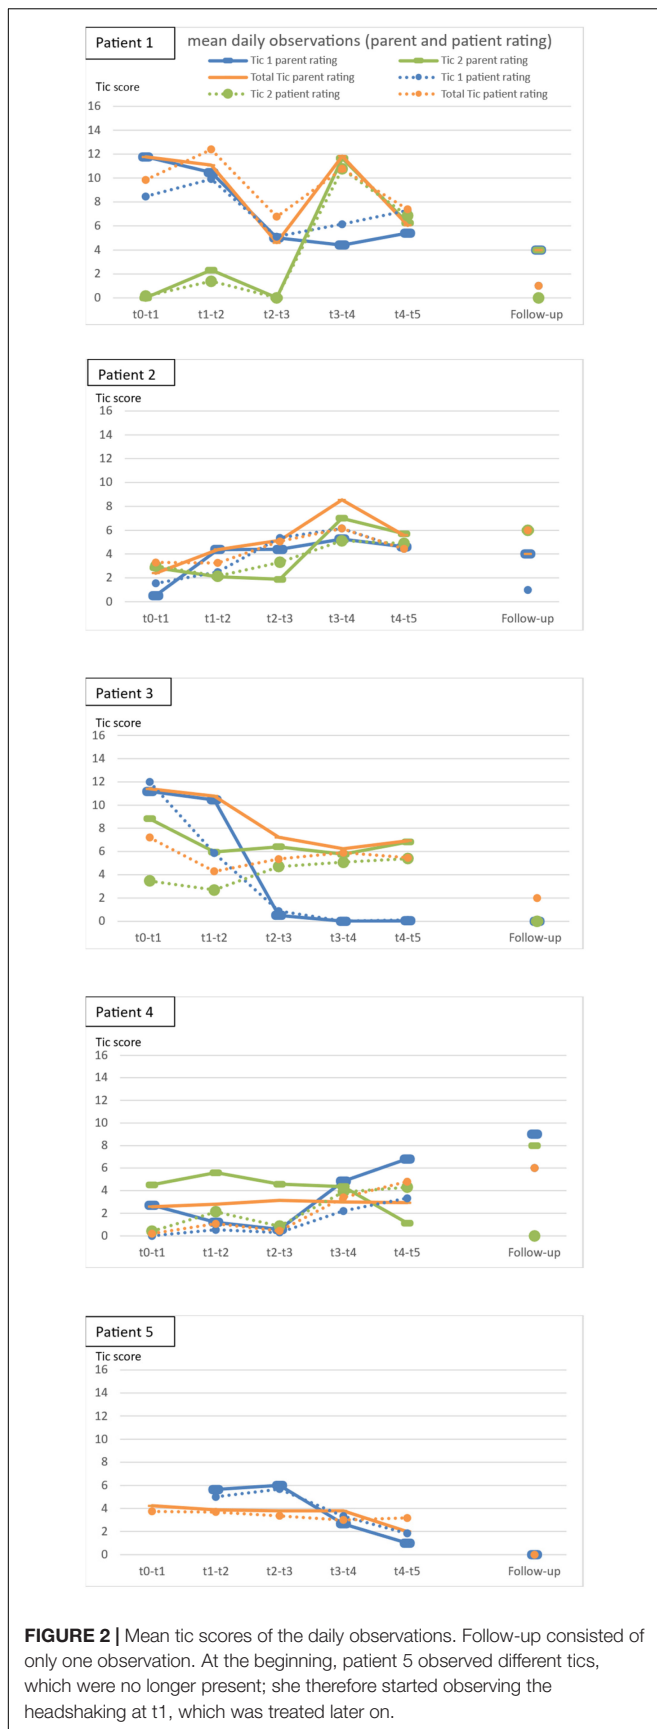 Patient 1
mean daily observations (parent and patient rating)
Tic 1 parent rating
Tic 2 parent rating
Total Tic parent rating
Tic 1 patient rating
Tic 2 patient rating
Total Tic patient rating
Tic score
16
14
12
10
8
6
4
2
0
t0-t1 t1-t2 t2-t3 t3-t4 t4-t5 Follow-up
Patient 2
Tic score
16
14
12
10
8
6
4
2
0
t0-t1 t1-t2 t2-t3 t3-t4 t4-t5 Follow-up
Patient 3
Tic score
16
14
12
10
8
6
4
2
0
t0-t1 t1-t2 t2-t3 t3-t4 t4-t5 Follow-up
Patient 4
Tic score
16
14
12
10
8
6
4
2
0
t0-t1 t1-t2 t2-t3 t3-t4 t4-t5 Follow-up
Patient 5
Tic score
16
14
12
10
8
6
4
2
0
t0-t1 t1-t2 t2-t3 t3-t4 t4-t5 Follow-up
FIGURE 2 | Mean tic scores of the daily observations. Follow-up consisted of
only one observation. At the beginning, patient 5 observed different tics,
which were no longer present; she therefore started observing the
headshaking at t1, which was treated later on.